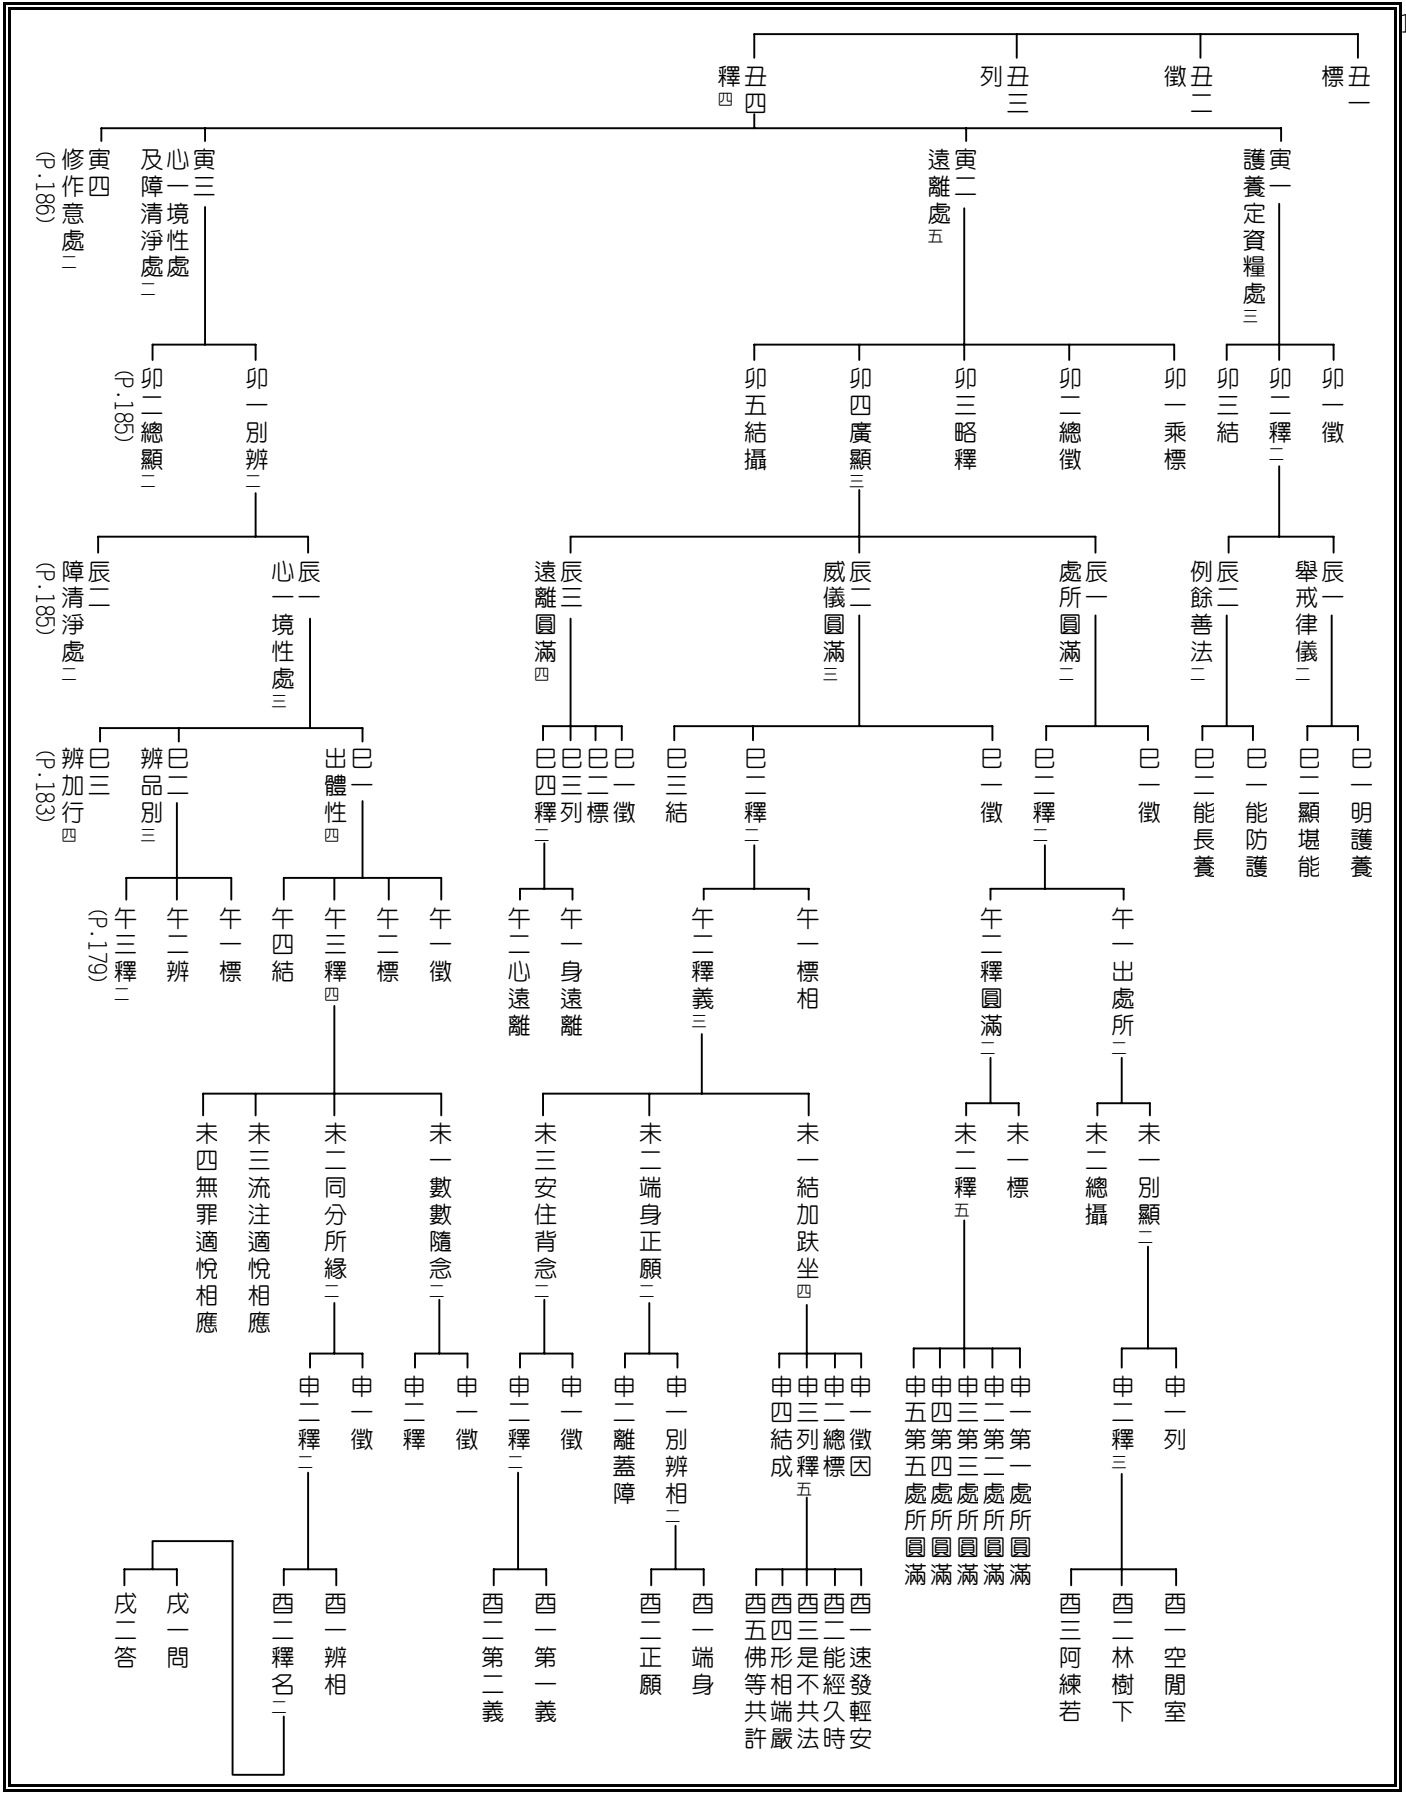 1
丑一
標
丑二
徵
丑三
列
丑四
釋四
寅一
護養定資糧處三
寅二
遠離處五
寅三
心一境性處
及障清淨處二
寅四
修作意處二
(P.186)
卯一徵
卯二釋二
卯三結
卯一乘標
卯二總徵
卯三略釋
卯四廣顯三
卯五結攝
卯一別辨二
卯二總顯二
(P.185)
辰一
舉戒律儀二
辰二
例餘善法二
辰一
處所圓滿二
辰二
威儀圓滿三
辰三
遠離圓滿四
辰一
心一境性處三
辰二
障清淨處二
(P.185)
巳一明護養
巳二顯堪能
巳一能防護
巳二能長養
巳一徵
巳二釋二
巳一徵
巳二釋二
巳三結
巳一徵
巳二標
巳三列
巳四釋二
巳一
出體性四
巳二
辨品別三
巳三
辨加行四
(P.183)
午一出處所二
午二釋圓滿二
午一標相
午二釋義三
午一身遠離
午二心遠離
午一徵
午二標
午三釋四
午四結
午一標
午二辨
午三釋二
(P.179)
未一別顯二
未二總攝
未一標
未二釋五
未一結加趺坐四
未二端身正願二
未三安住背念二
未一數數隨念二
未二同分所緣二
未三流注適悅相應
未四無罪適悅相應
申一列
申二釋三
申一第一處所圓滿
申二第二處所圓滿
申三第三處所圓滿
申四第四處所圓滿
申五第五處所圓滿
申一徵因
申二總標
申三列釋五
申四結成
申一別辨相二
申二離蓋障
申一徵
申二釋二
申一徵
申二釋
申一徵
申二釋二
酉一空閒室
酉二林樹下
酉三阿練若
酉一速發輕安
酉二能經久時
酉三是不共法
酉四形相端嚴
酉五佛等共許
酉一端身
酉二正願
酉一第一義
酉二第二義
酉一辨相
酉二釋名二
戌一問
戌二答